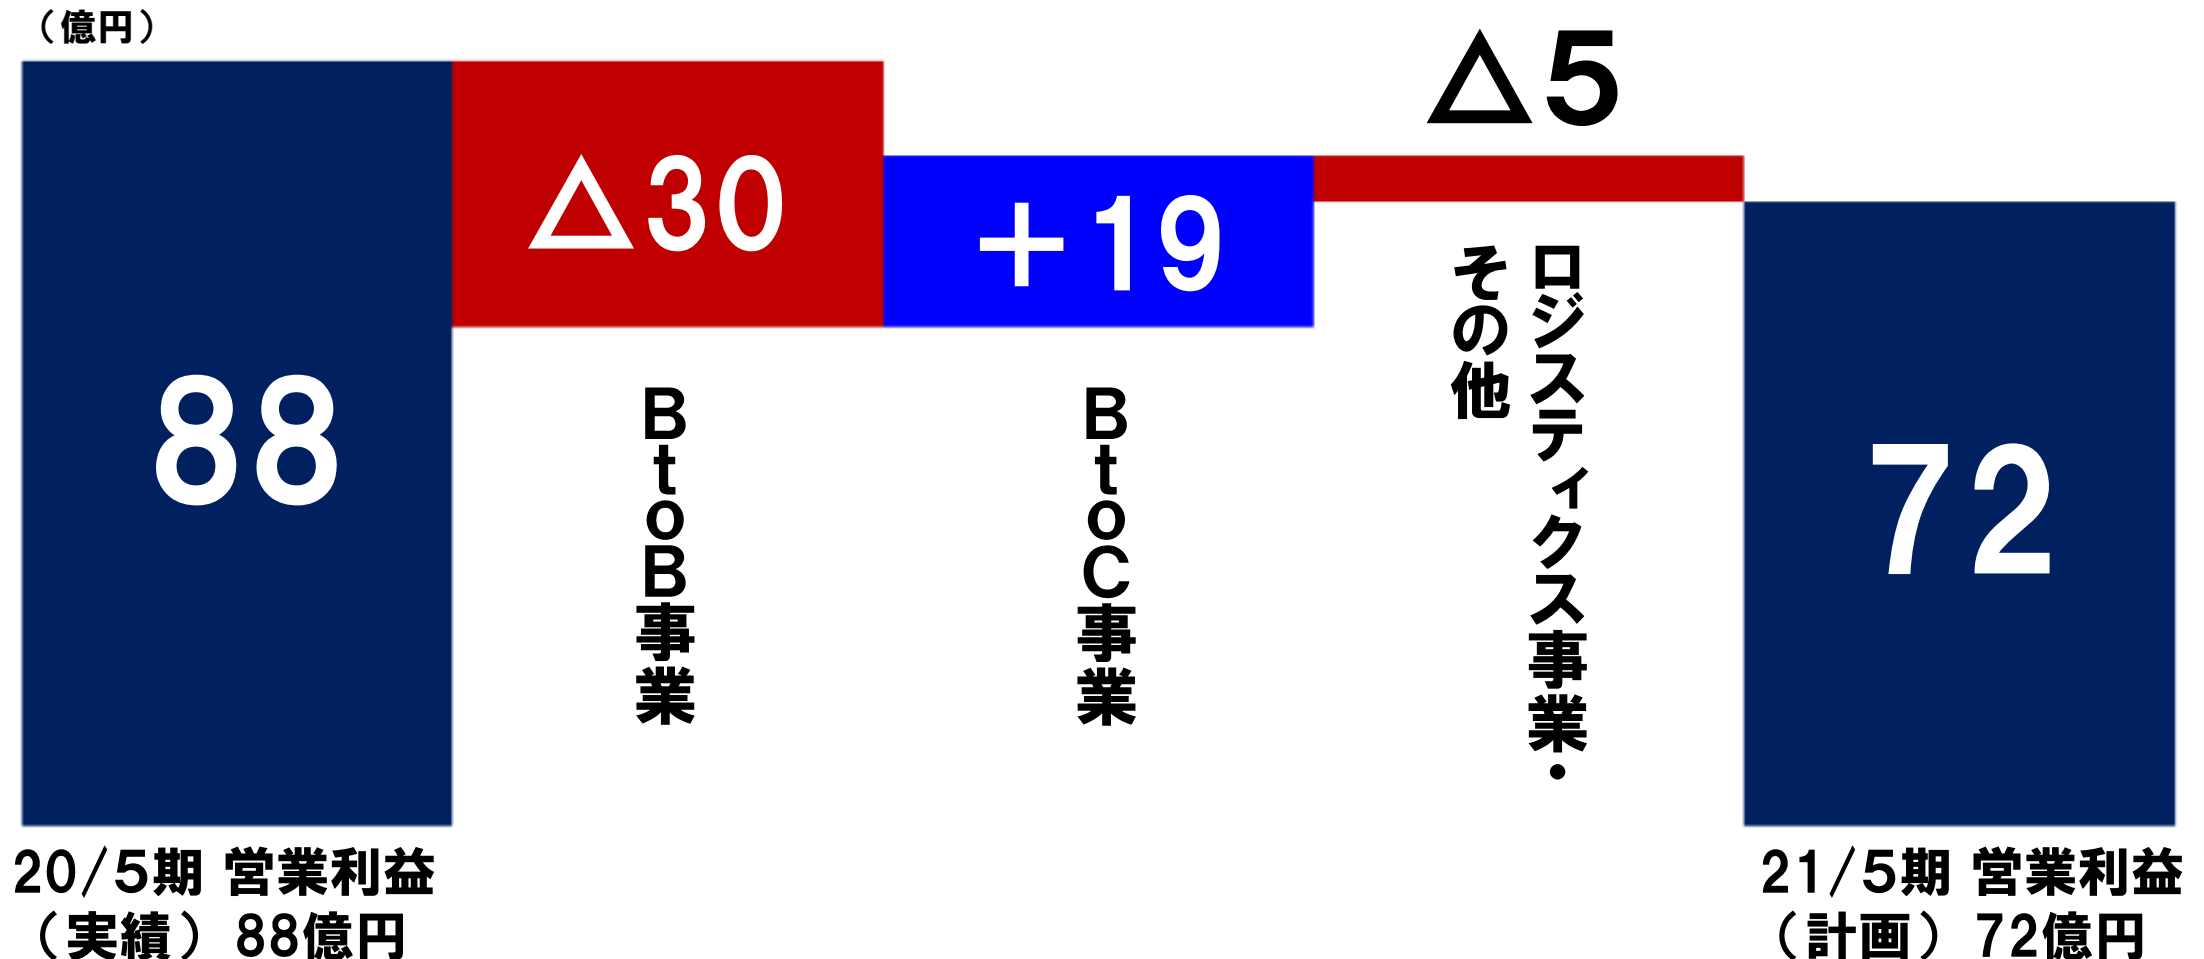 （億円）
88
△30
＋19
△5
72
BtoB事業
BtoC事業
ロジスティクス事業・
その他
20/5期 営業利益
（実績）88億円
21/5期 営業利益
（計画）72億円